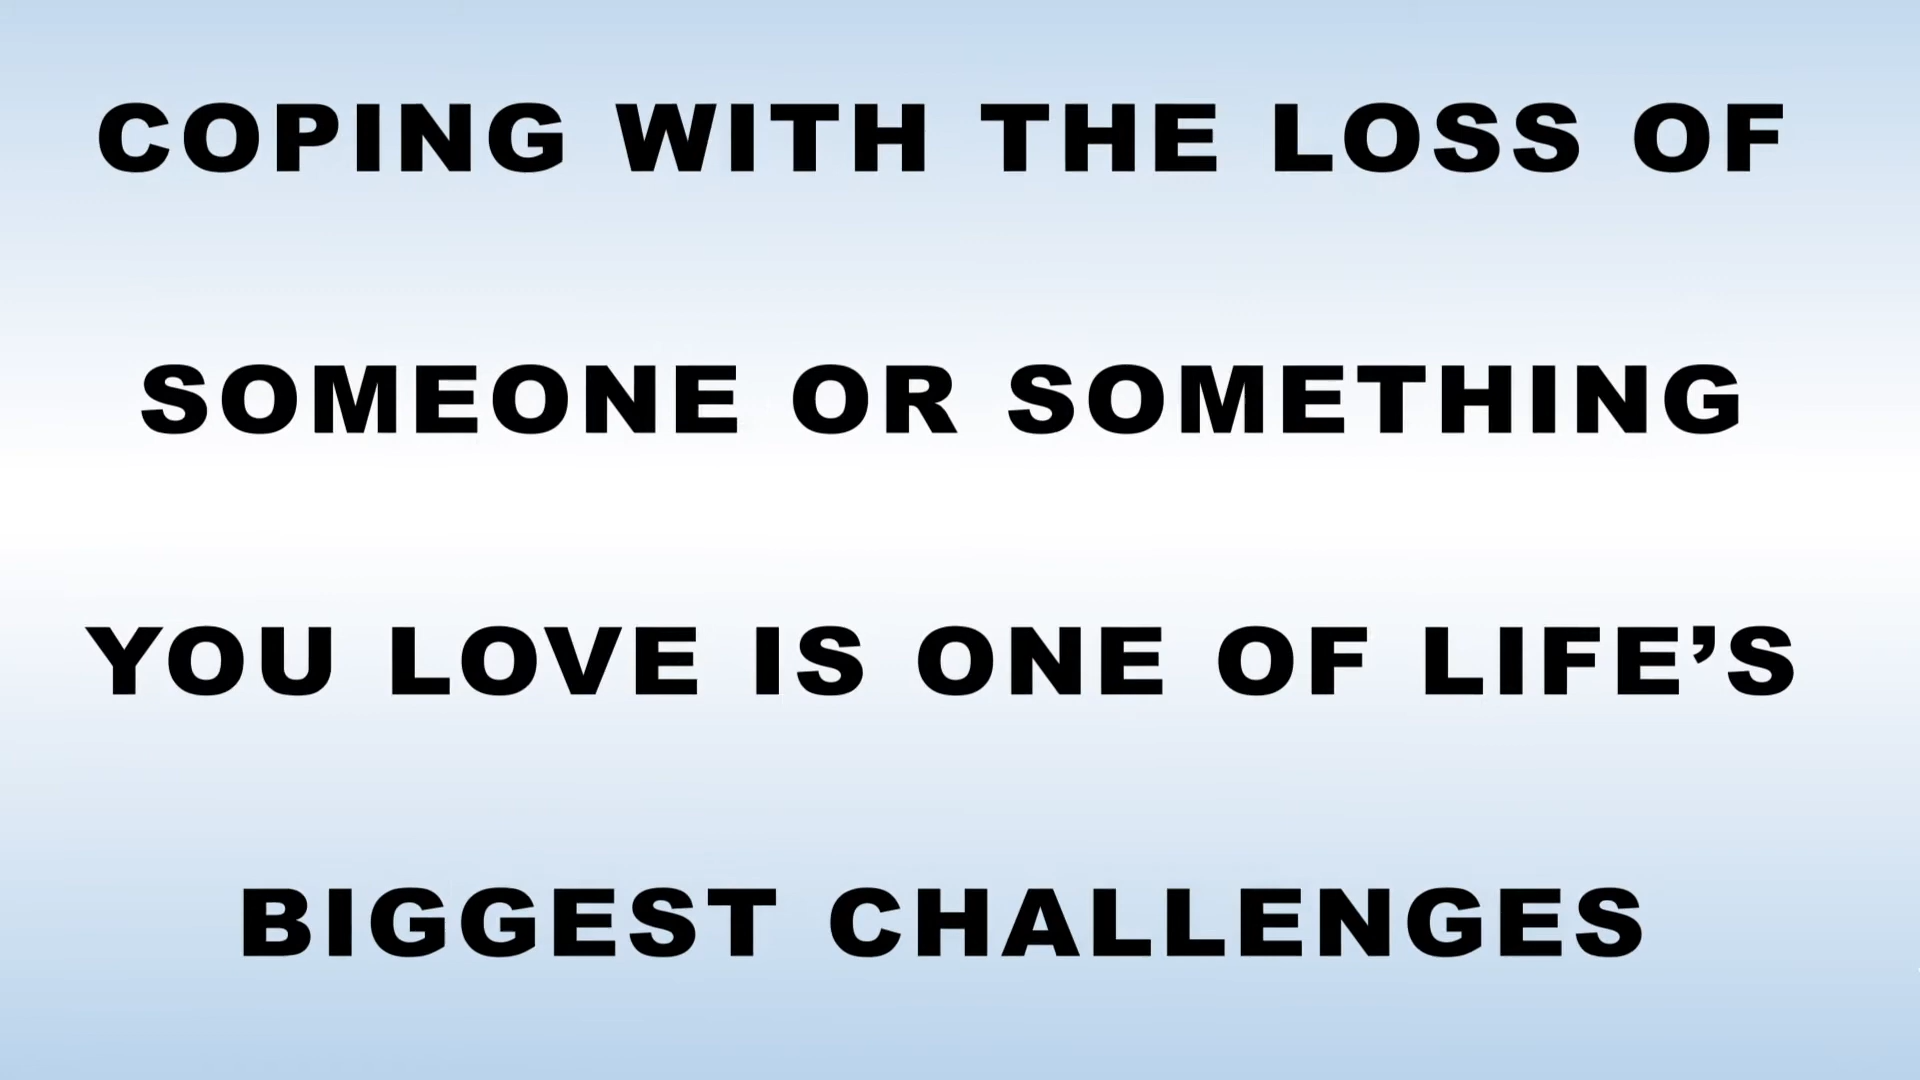 COPING WITH THE LOSS OF
SOMEONE OR SOMETHING
YOU LOVE IS ONE OF LIFE’S
BIGGEST CHALLENGES